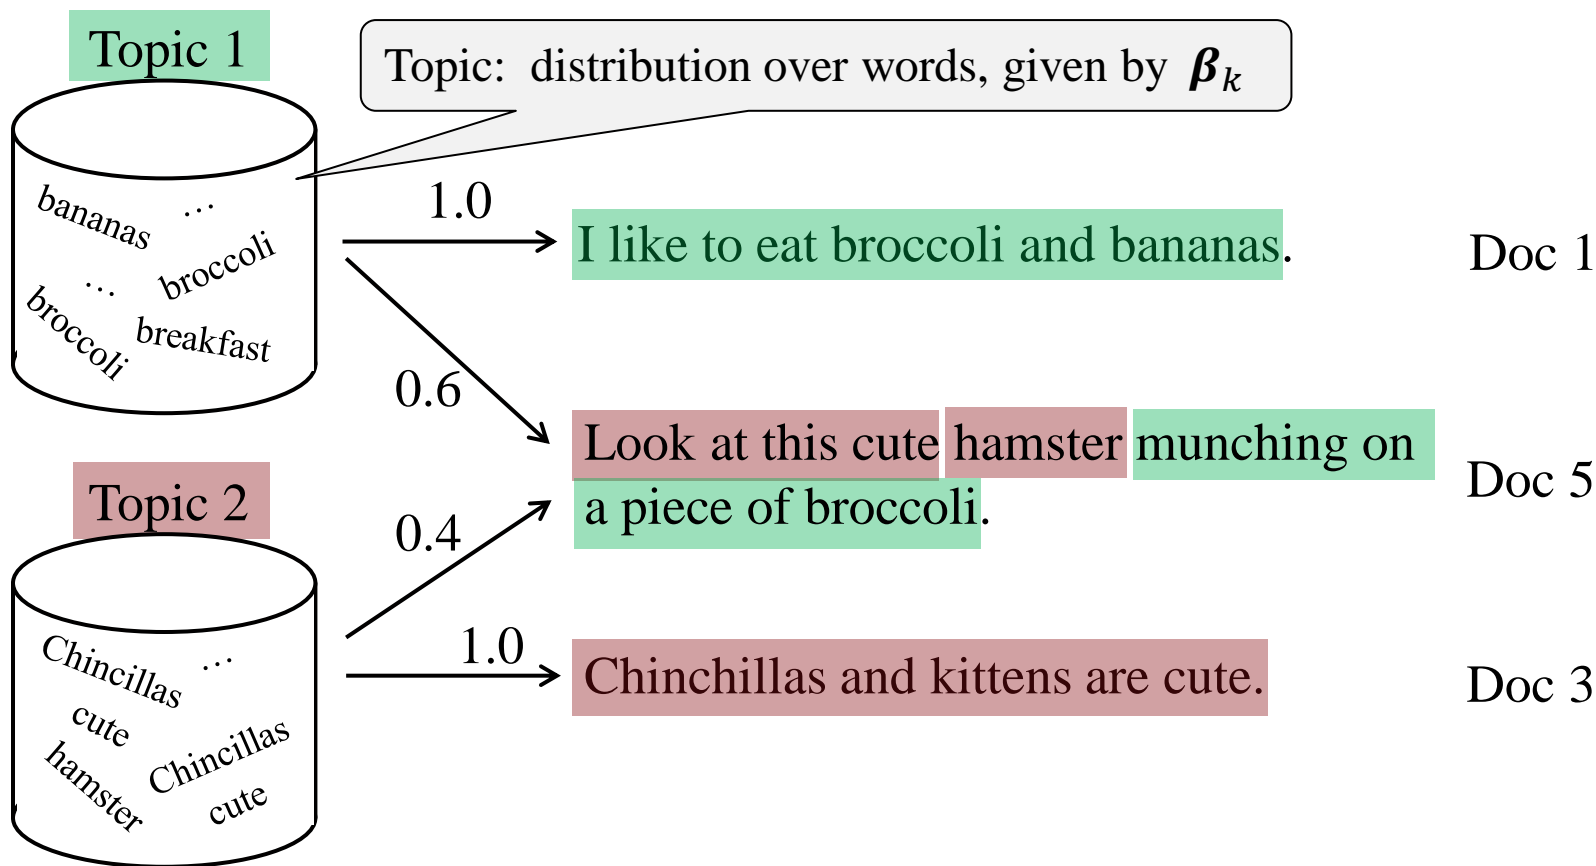 Topic 1
Topic: distribution over words, given by βₖ
bananas
...
broccoli
...
broccoli
breakfast
1.0
I like to eat broccoli and bananas.
Doc 1
0.6
Look at this cute hamster munching on
a piece of broccoli.
Doc 5
Topic 2
0.4
Chincillas
...
cute
Chincillas
hamster
cute
1.0
Chinchillas and kittens are cute.
Doc 3